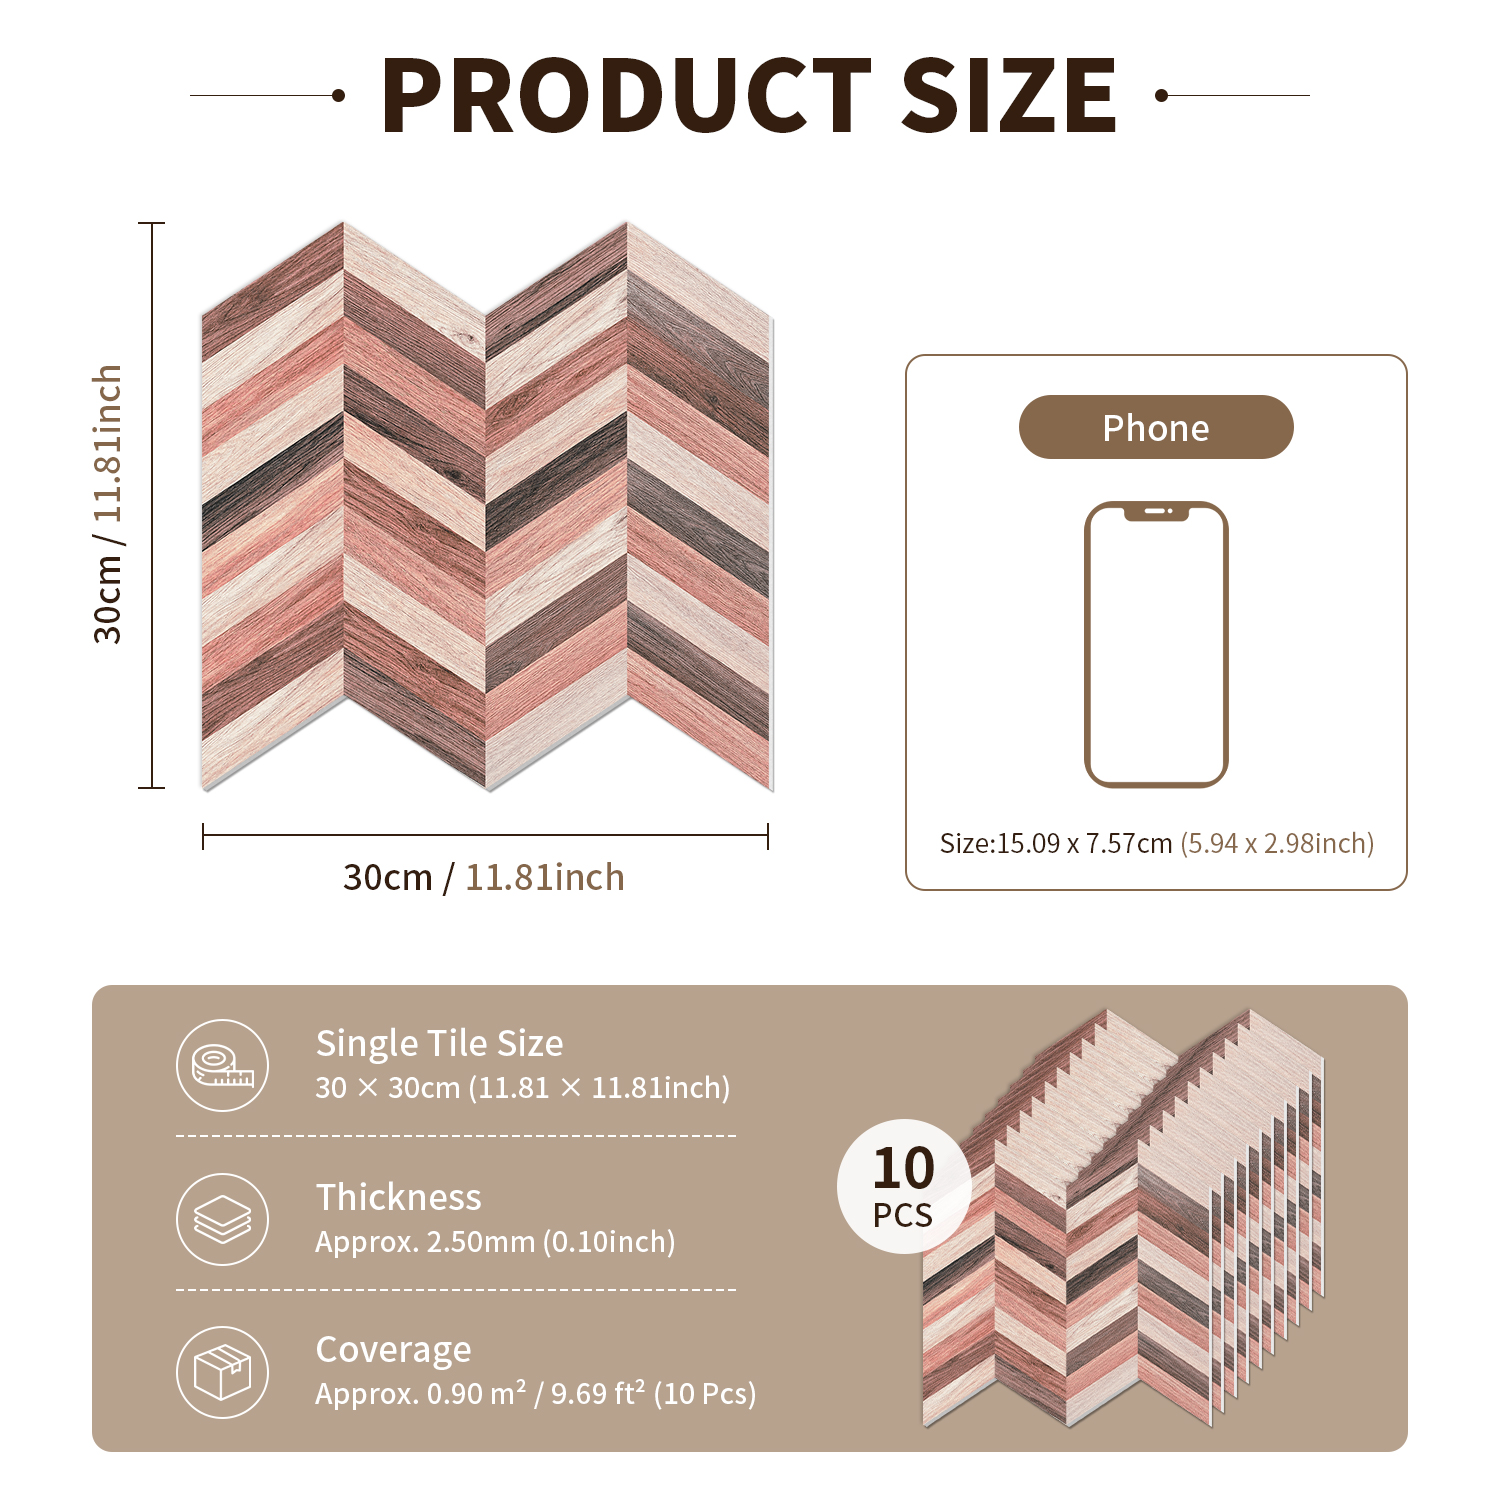 PRODUCT SIZE
30cm / 11.81inch
30cm / 11.81inch
Phone
Size:15.09 x 7.57cm (5.94 x 2.98inch)
Single Tile Size
30 × 30cm (11.81 × 11.81inch)
Thickness
Approx. 2.50mm (0.10inch)
Coverage
Approx. 0.90 m² / 9.69 ft² (10 Pcs)
10
PCS